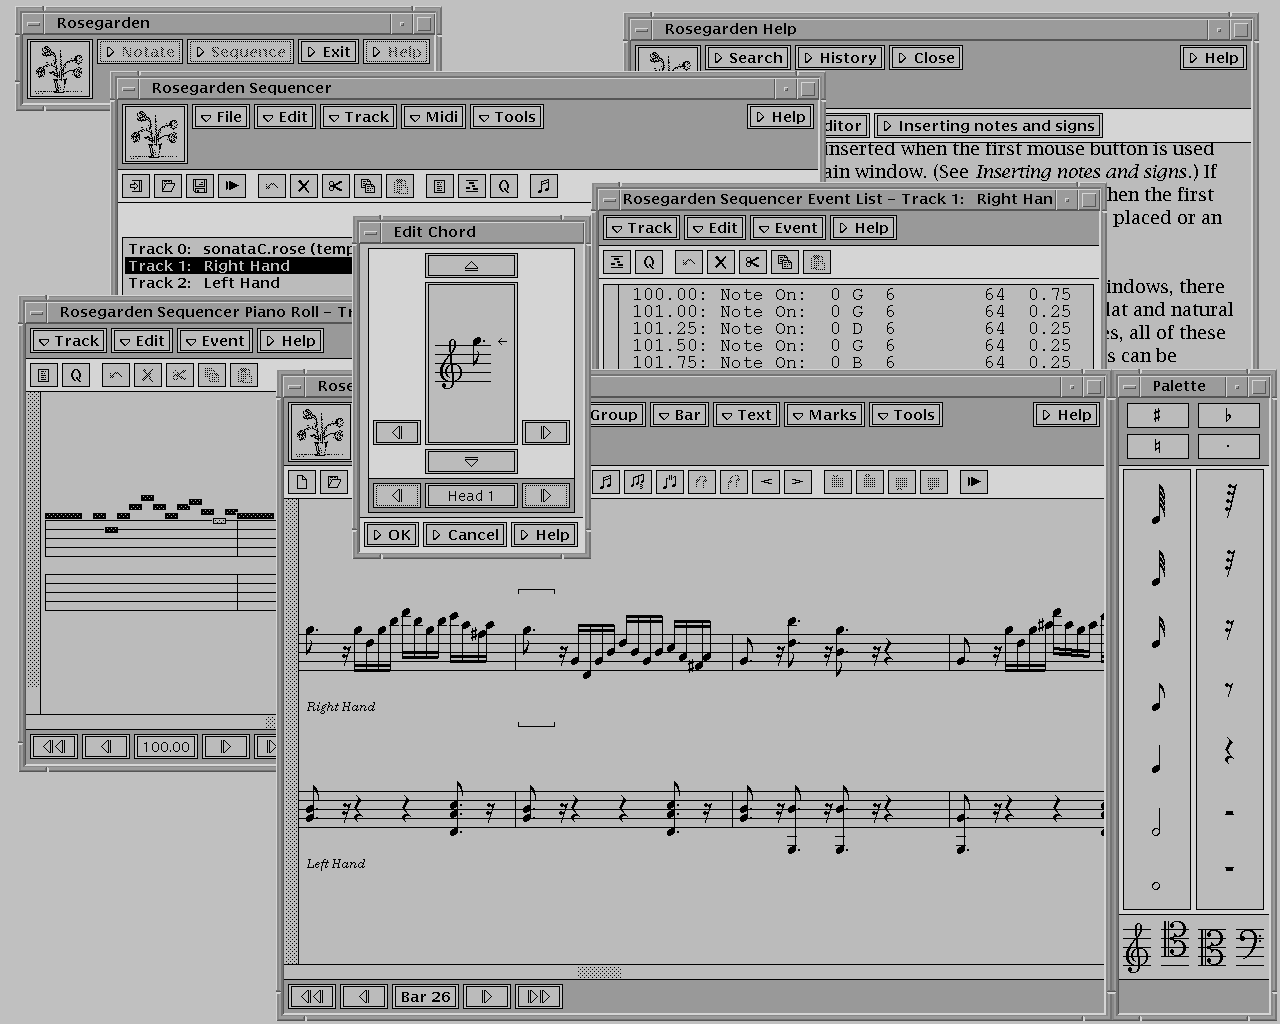 Rosegarden
Notate Sequence Exit Help
Rosegarden Help
Search History Close Help
ditor Inserting notes and signs
inserted when the first mouse button is used
ain window. (See Inserting notes and signs.) If
hen the first
placed or an
indows, there
lat and natural
es, all of these
s can be
Rosegarden Sequencer
File Edit Track Midi Tools Help
Q
Track 0: sonataC.rose (temp
Track 1: Right Hand
Track 2: Left Hand
Rosegarden Sequencer Event List – Track 1: Right Han
Track Edit Event Help
Q
100.00: Note On: 0 G 6 64 0.75
101.00: Note On: 0 G 6 64 0.25
101.25: Note On: 0 D 6 64 0.25
101.50: Note On: 0 G 6 64 0.25
101.75: Note On: 0 B 6 64 0.25
Edit Chord
Head 1
OK Cancel Help
Rosegarden Sequencer Piano Roll – Tr
Track Edit Event Help
Q
100.00
Rose
Group Bar Text Marks Tools Help
Right Hand
Left Hand
Bar 26
Palette